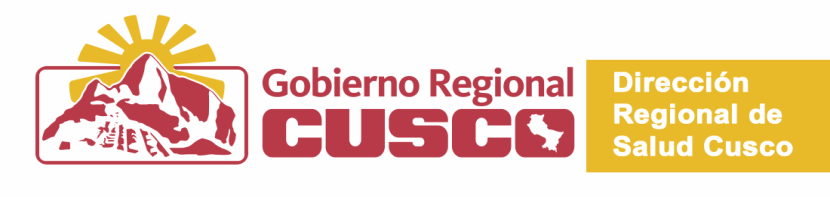 Gobierno Regional
CUSCO
Dirección
Regional de
Salud Cusco